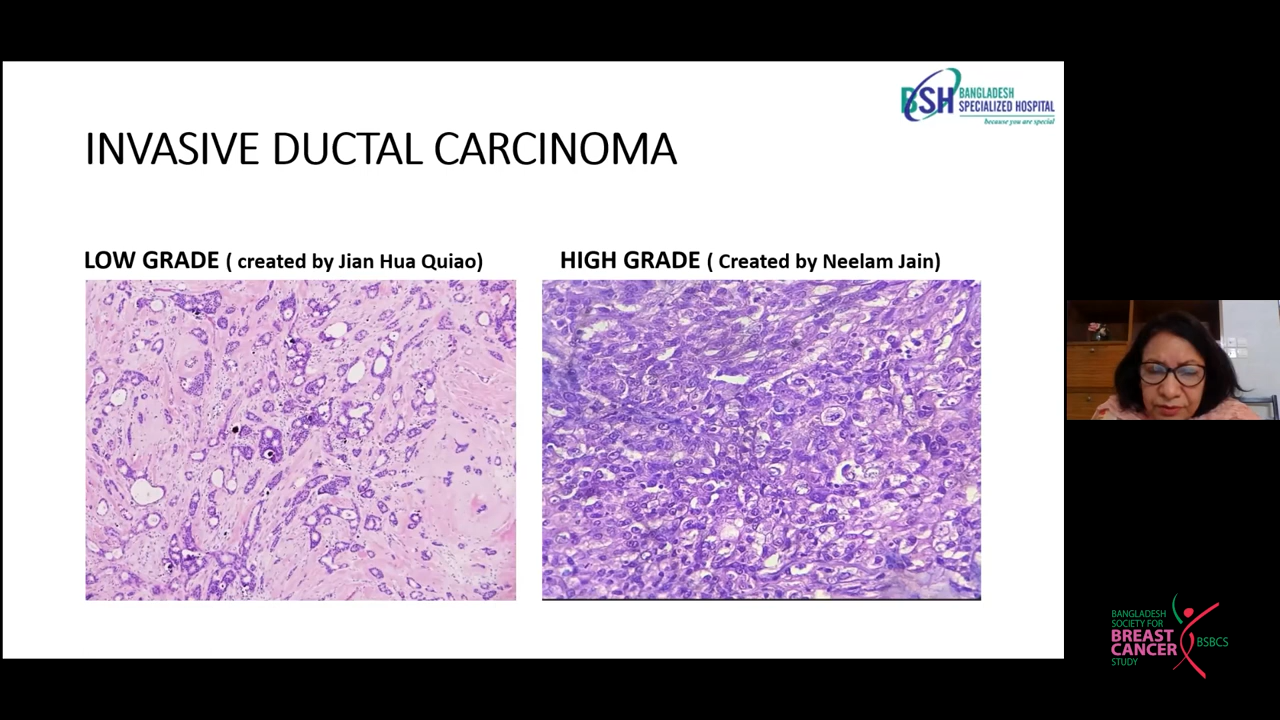 BSH BANGLADESH
SPECIALIZED HOSPITAL
because you are special
INVASIVE DUCTAL CARCINOMA
LOW GRADE ( created by Jian Hua Quiao)
HIGH GRADE ( Created by Neelam Jain)
BANGLADESH
SOCIETY FOR
BREAST
CANCER
STUDY
BSBCS